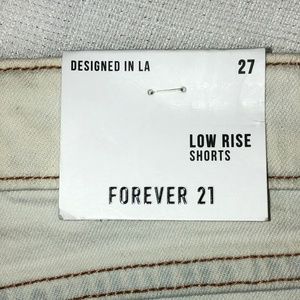 DESIGNED IN LA 27
LOW RISE
SHORTS
FOREVER 21